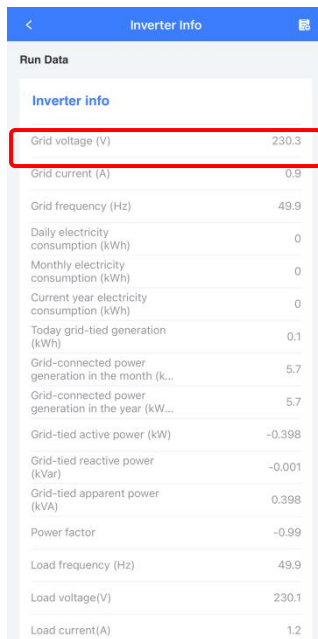 Inverter Info
Run Data
Inverter info
Grid voltage (V) 230.3
Grid current (A) 0.9
Grid frequency (Hz) 49.9
Daily electricity
consumption (kWh) 0
Monthly electricity
consumption (kWh) 0
Current year electricity
consumption (kWh) 0
Today grid-tied generation
(kWh) 0.1
Grid-connected power
generation in the month (k... 5.7
Grid-connected power
generation in the year (kW... 5.7
Grid-tied active power (kW) -0.398
Grid-tied reactive power
(kVar) -0.001
Grid-tied apparent power
(kVA) 0.398
Power factor -0.99
Load frequency (Hz) 49.9
Load voltage(V) 230.1
Load current(A) 1.2